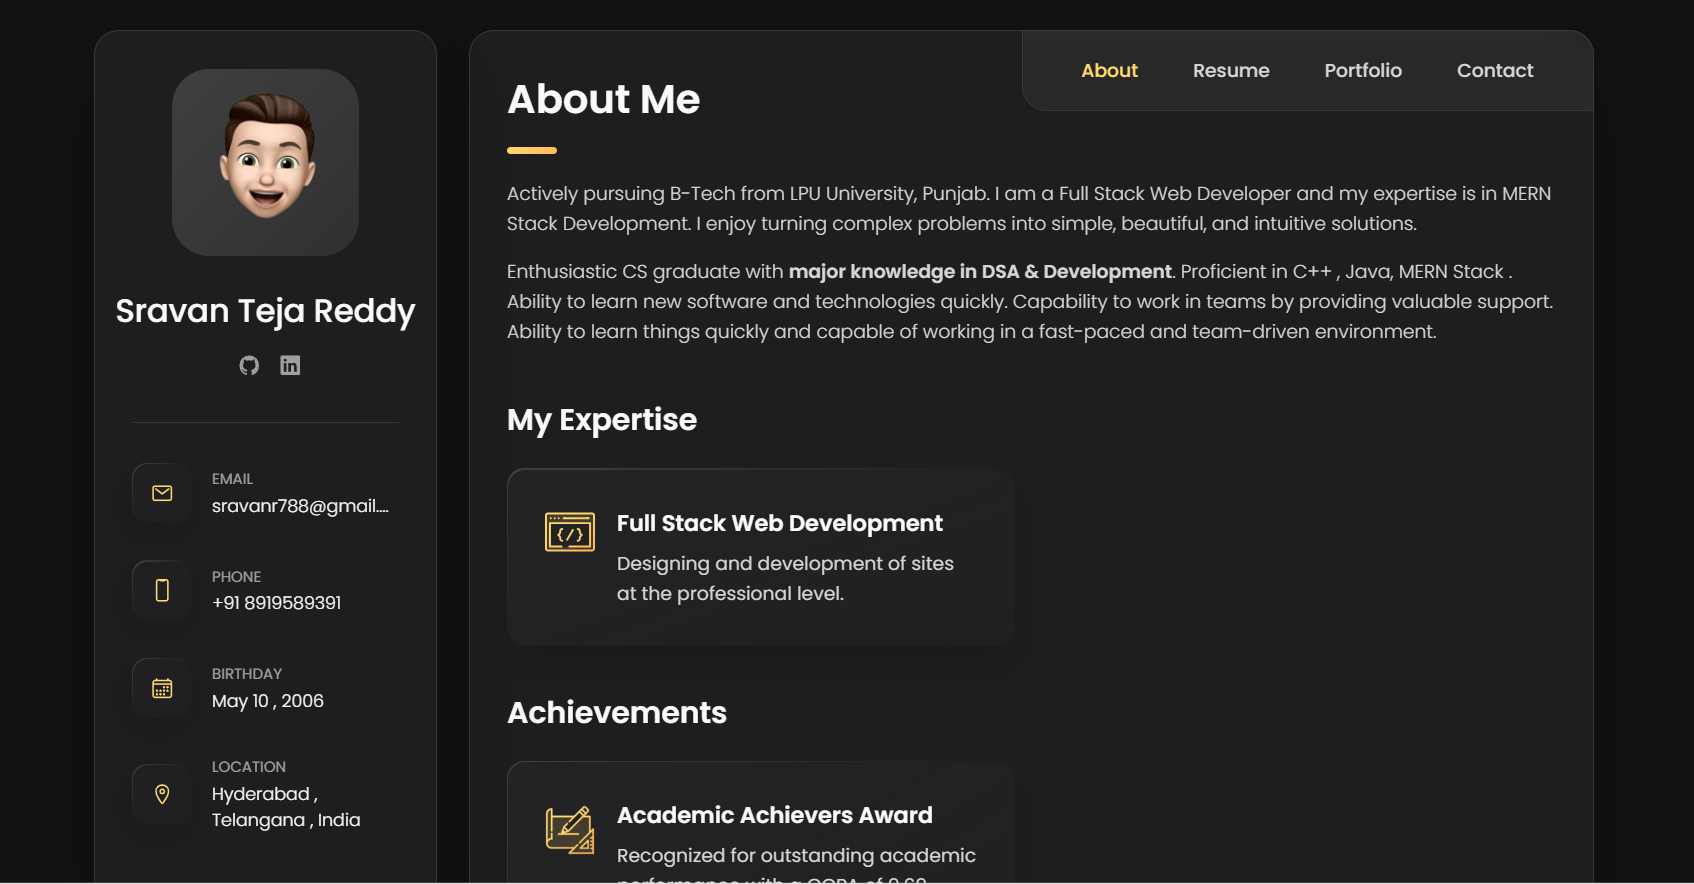 Sravan Teja Reddy
EMAIL
sravanr788@gmail....
PHONE
+91 8919589391
BIRTHDAY
May 10 , 2006
LOCATION
Hyderabad ,
Telangana , India
About
Resume
Portfolio
Contact
About Me
Actively pursuing B-Tech from LPU University, Punjab. I am a Full Stack Web Developer and my expertise is in MERN
Stack Development. I enjoy turning complex problems into simple, beautiful, and intuitive solutions.
Enthusiastic CS graduate with major knowledge in DSA & Development. Proficient in C++ , Java, MERN Stack .
Ability to learn new software and technologies quickly. Capability to work in teams by providing valuable support.
Ability to learn things quickly and capable of working in a fast-paced and team-driven environment.
My Expertise
Full Stack Web Development
Designing and development of sites
at the professional level.
Achievements
Academic Achievers Award
Recognized for outstanding academic
performance with a CGPA of